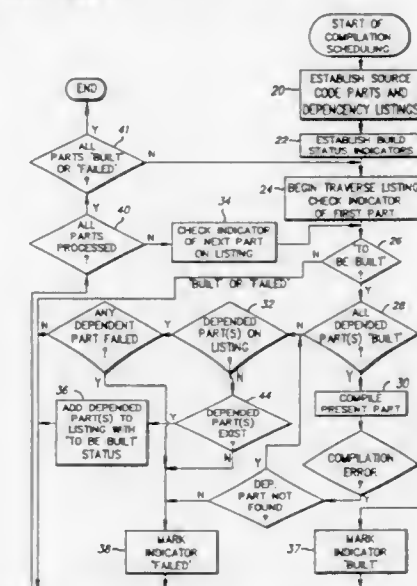 START OF
COMPILATION
SCHEDULING
20
ESTABLISH SOURCE
CODE PARTS AND
DEPENCENCY LISTINGS
22
ESTABLISH BUILD
STATUS INDICATORS
24
BEGIN TRAVERSE LISTING
CHECK INDICATOR
OF FIRST PART
END
Y
41
ALL
PARTS "BUILT"
OR "FAILED"
?
N
Y
40
ALL
PARTS
PROCESSED
?
N
34
CHECK INDICATOR
OF NEXT PART
ON LISTING
26
"TO
BE BUILT"
?
N
"BUILT" OR "FAILED"
Y
28
ALL
DEPENDED
PART(S) "BUILT"
?
N
Y
32
DEPENDED
PART(S) ON
LISTING
?
Y
N
ANY
DEPENDENT
PART FAILED
?
N
Y
30
COMPILE
PRESENT PART
36
ADD DEPENDED
PART(S) TO
LISTING WITH
"TO BE BUILT"
STATUS
44
DEPENDED
PART(S)
EXIST
?
Y
N
COMPILATION
ERROR
?
Y
DEP.
PART NOT
FOUND
?
Y
N
38
MARK
INDICATOR
"FAILED"
37
MARK
INDICATOR
"BUILT"